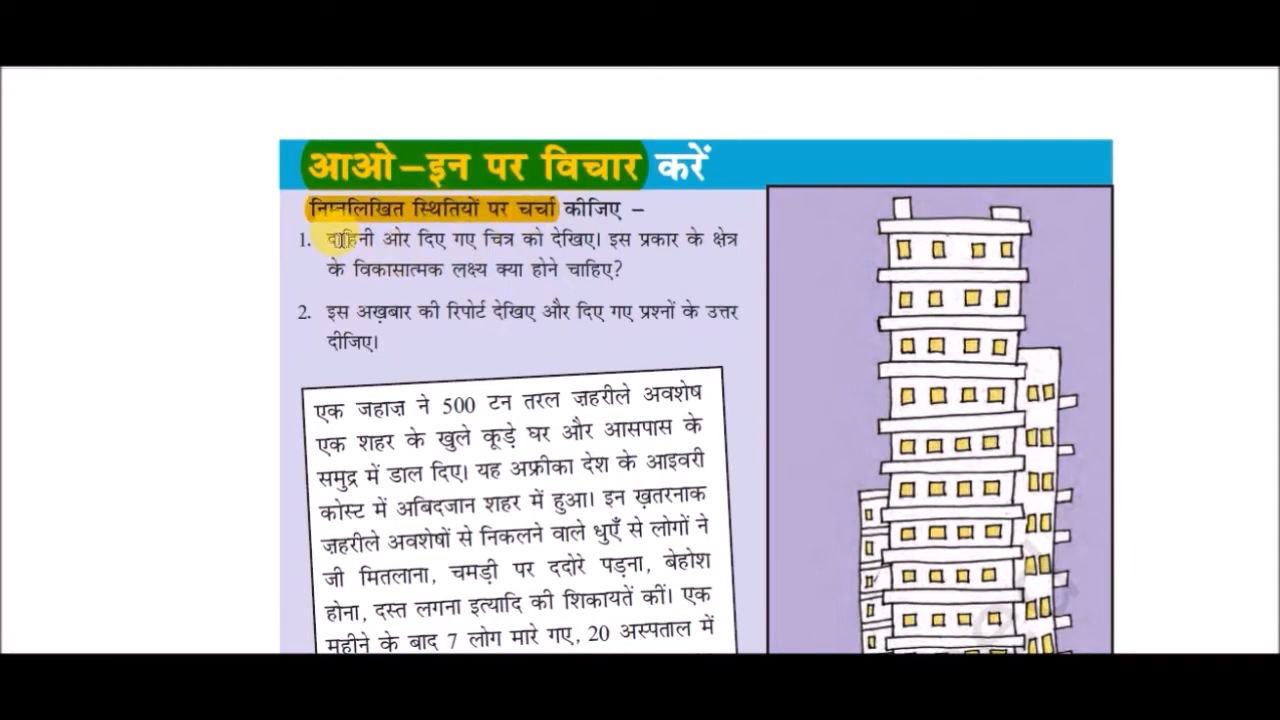 आओ–इन पर विचार करें
निम्नलिखित स्थितियों पर चर्चा कीजिए –
1. दाहिनी ओर दिए गए चित्र को देखिए। इस प्रकार के क्षेत्र
के विकासात्मक लक्ष्य क्या होने चाहिए?
2. इस अख़बार की रिपोर्ट देखिए और दिए गए प्रश्नों के उत्तर
दीजिए।
एक जहाज़ ने 500 टन तरल ज़हरीले अवशेष
एक शहर के खुले कूड़े घर और आसपास के
समुद्र में डाल दिए। यह अफ्रीका देश के आइवरी
कोस्ट में अबिदजान शहर में हुआ। इन ख़तरनाक
ज़हरीले अवशेषों से निकलने वाले धुएँ से लोगों ने
जी मितलाना, चमड़ी पर ददोरे पड़ना, बेहोश
होना, दस्त लगना इत्यादि की शिकायतें कीं। एक
महीने के बाद 7 लोग मारे गए, 20 अस्पताल में